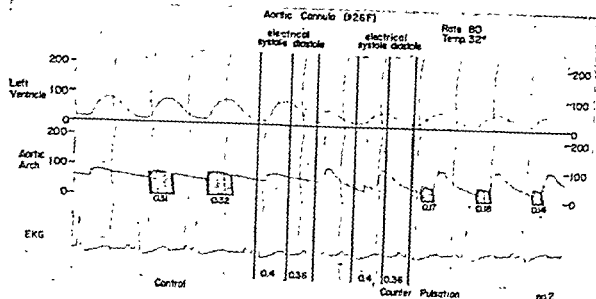 Aortic Cannula (#26F)
electrical
systole diastole
electrical
systole diastole
Rate 80
Temp. 32°
Left
Ventricle
200
100
0
200
100
0
Aortic
Arch
200
100
0
200
100
0
0.31
0.32
0.17
0.18
0.14
EKG
0.4
0.36
0.4
0.36
Control
Counter Pulsation